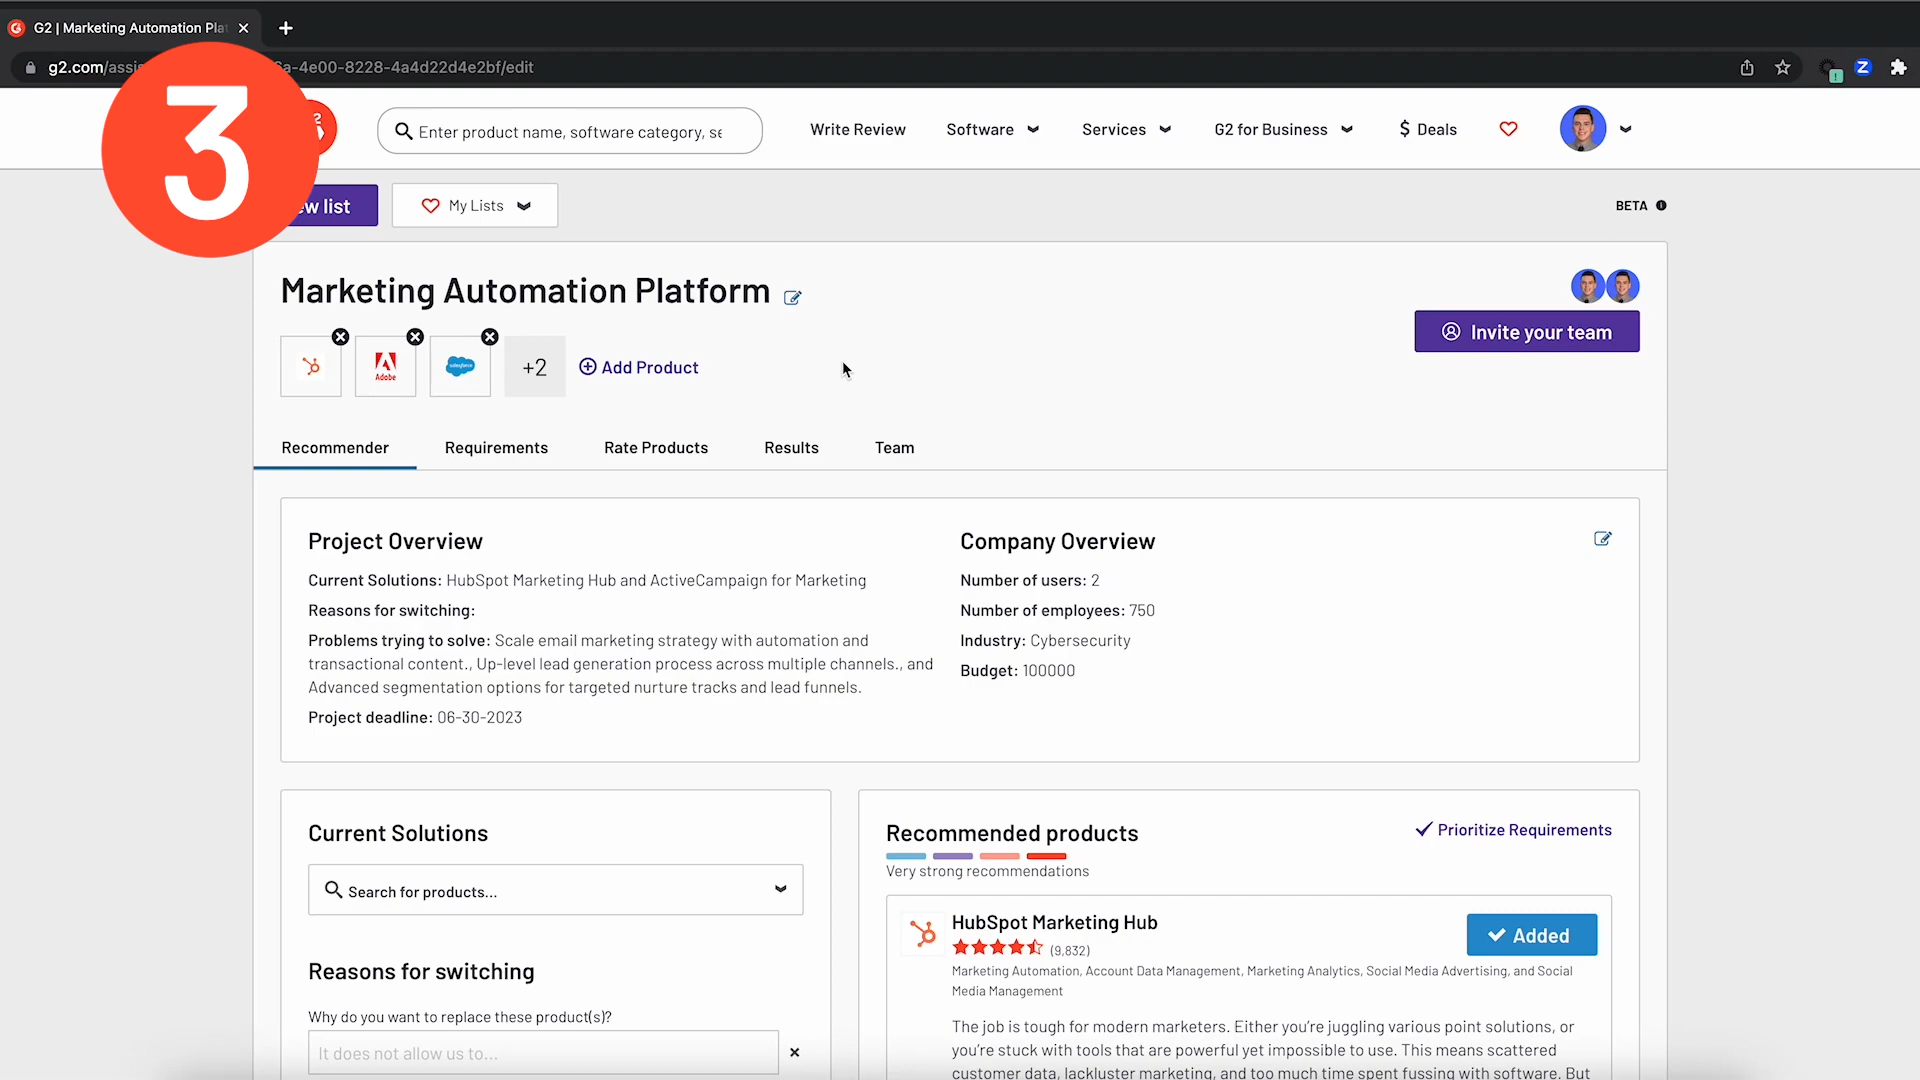 G2 | Marketing Automation Pla
g2.com/assi
a-4e00-8228-4a4d22d4e2bf/edit
3
2
Enter product name, software category, se
Write Review
Software
Services
G2 for Business
$ Deals
Z
ew list
My Lists
BETA
Marketing Automation Platform
Invite your team
Adobe
salesforce
+2
Add Product
Recommender
Requirements
Rate Products
Results
Team
Project Overview
Current Solutions: HubSpot Marketing Hub and ActiveCampaign for Marketing
Reasons for switching:
Problems trying to solve: Scale email marketing strategy with automation and
transactional content., Up-level lead generation process across multiple channels., and
Advanced segmentation options for targeted nurture tracks and lead funnels.
Project deadline: 06-30-2023
Company Overview
Number of users: 2
Number of employees: 750
Industry: Cybersecurity
Budget: 100000
Current Solutions
Search for products...
Reasons for switching
Why do you want to replace these product(s)?
It does not allow us to...
Recommended products
Prioritize Requirements
Very strong recommendations
HubSpot Marketing Hub
(9,832)
Added
Marketing Automation, Account Data Management, Marketing Analytics, Social Media Advertising, and Social
Media Management
The job is tough for modern marketers. Either you're juggling various point solutions, or
you're stuck with tools that are powerful yet impossible to use. This means scattered
customer data, lackluster marketing, and too much time spent fussing with software. But